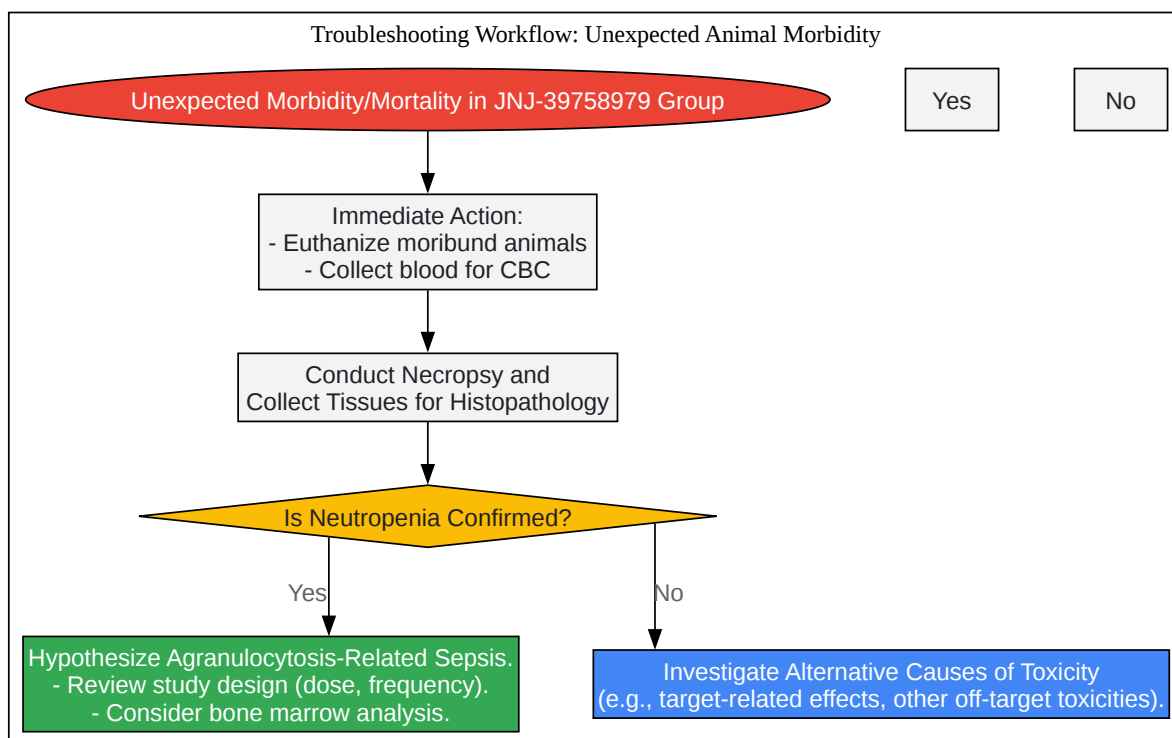 Troubleshooting Workflow: Unexpected Animal Morbidity
Unexpected Morbidity/Mortality in JNJ-39758979 Group
Yes
No
Immediate Action:
- Euthanize moribund animals
- Collect blood for CBC
Conduct Necropsy and
Collect Tissues for Histopathology
Is Neutropenia Confirmed?
Yes
No
Hypothesize Agranulocytosis-Related Sepsis.
- Review study design (dose, frequency).
- Consider bone marrow analysis.
Investigate Alternative Causes of Toxicity
(e.g., target-related effects, other off-target toxicities).